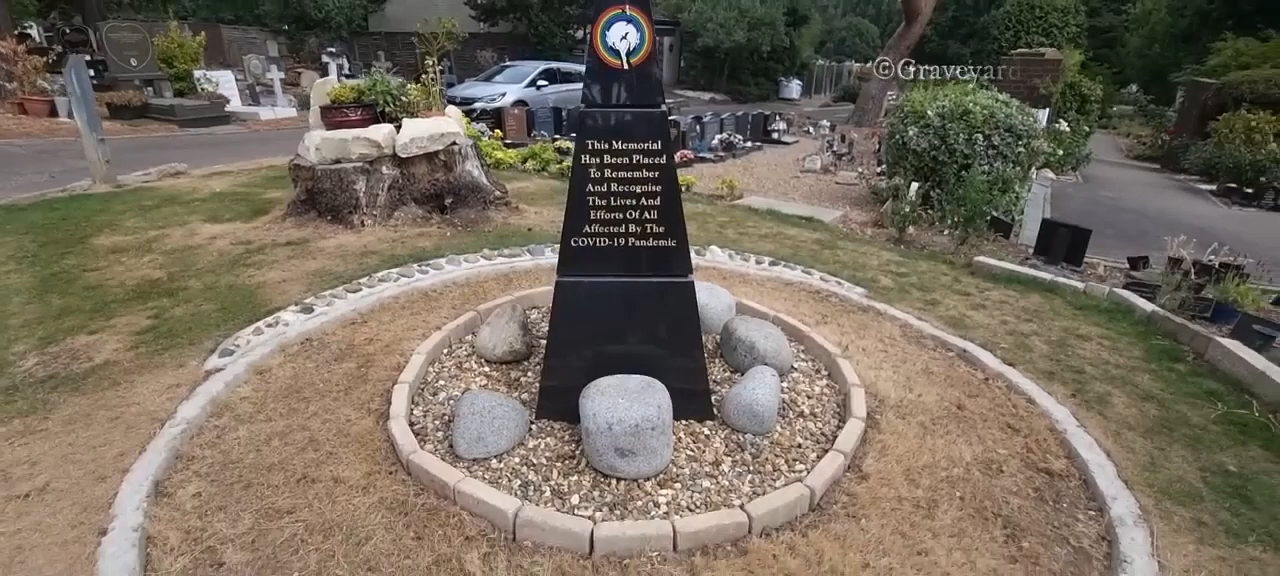 ©Graveyard
This Memorial
Has Been Placed
To Remember
And Recognise
The Lives And
Efforts Of All
Affected By The
COVID-19 Pandemic